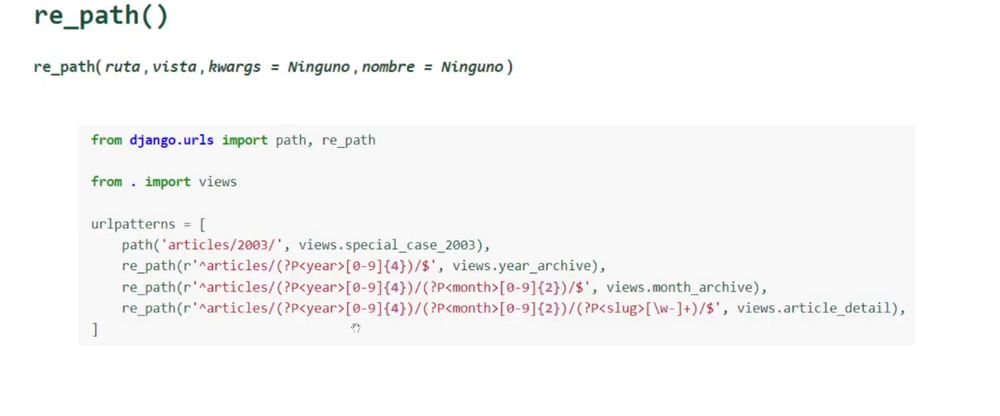 re_path()
re_path(ruta,vista,kwargs = Ninguno,nombre = Ninguno)
from django.urls import path, re_path
from . import views
urlpatterns = [
path('articles/2003/', views.special_case_2003),
re_path(r'^articles/(?P<year>[0-9]{4})/$', views.year_archive),
re_path(r'^articles/(?P<year>[0-9]{4})/(?P<month>[0-9]{2})/$', views.month_archive),
re_path(r'^articles/(?P<year>[0-9]{4})/(?P<month>[0-9]{2})/(?P<slug>[\w-]+)/$', views.article_detail),
]